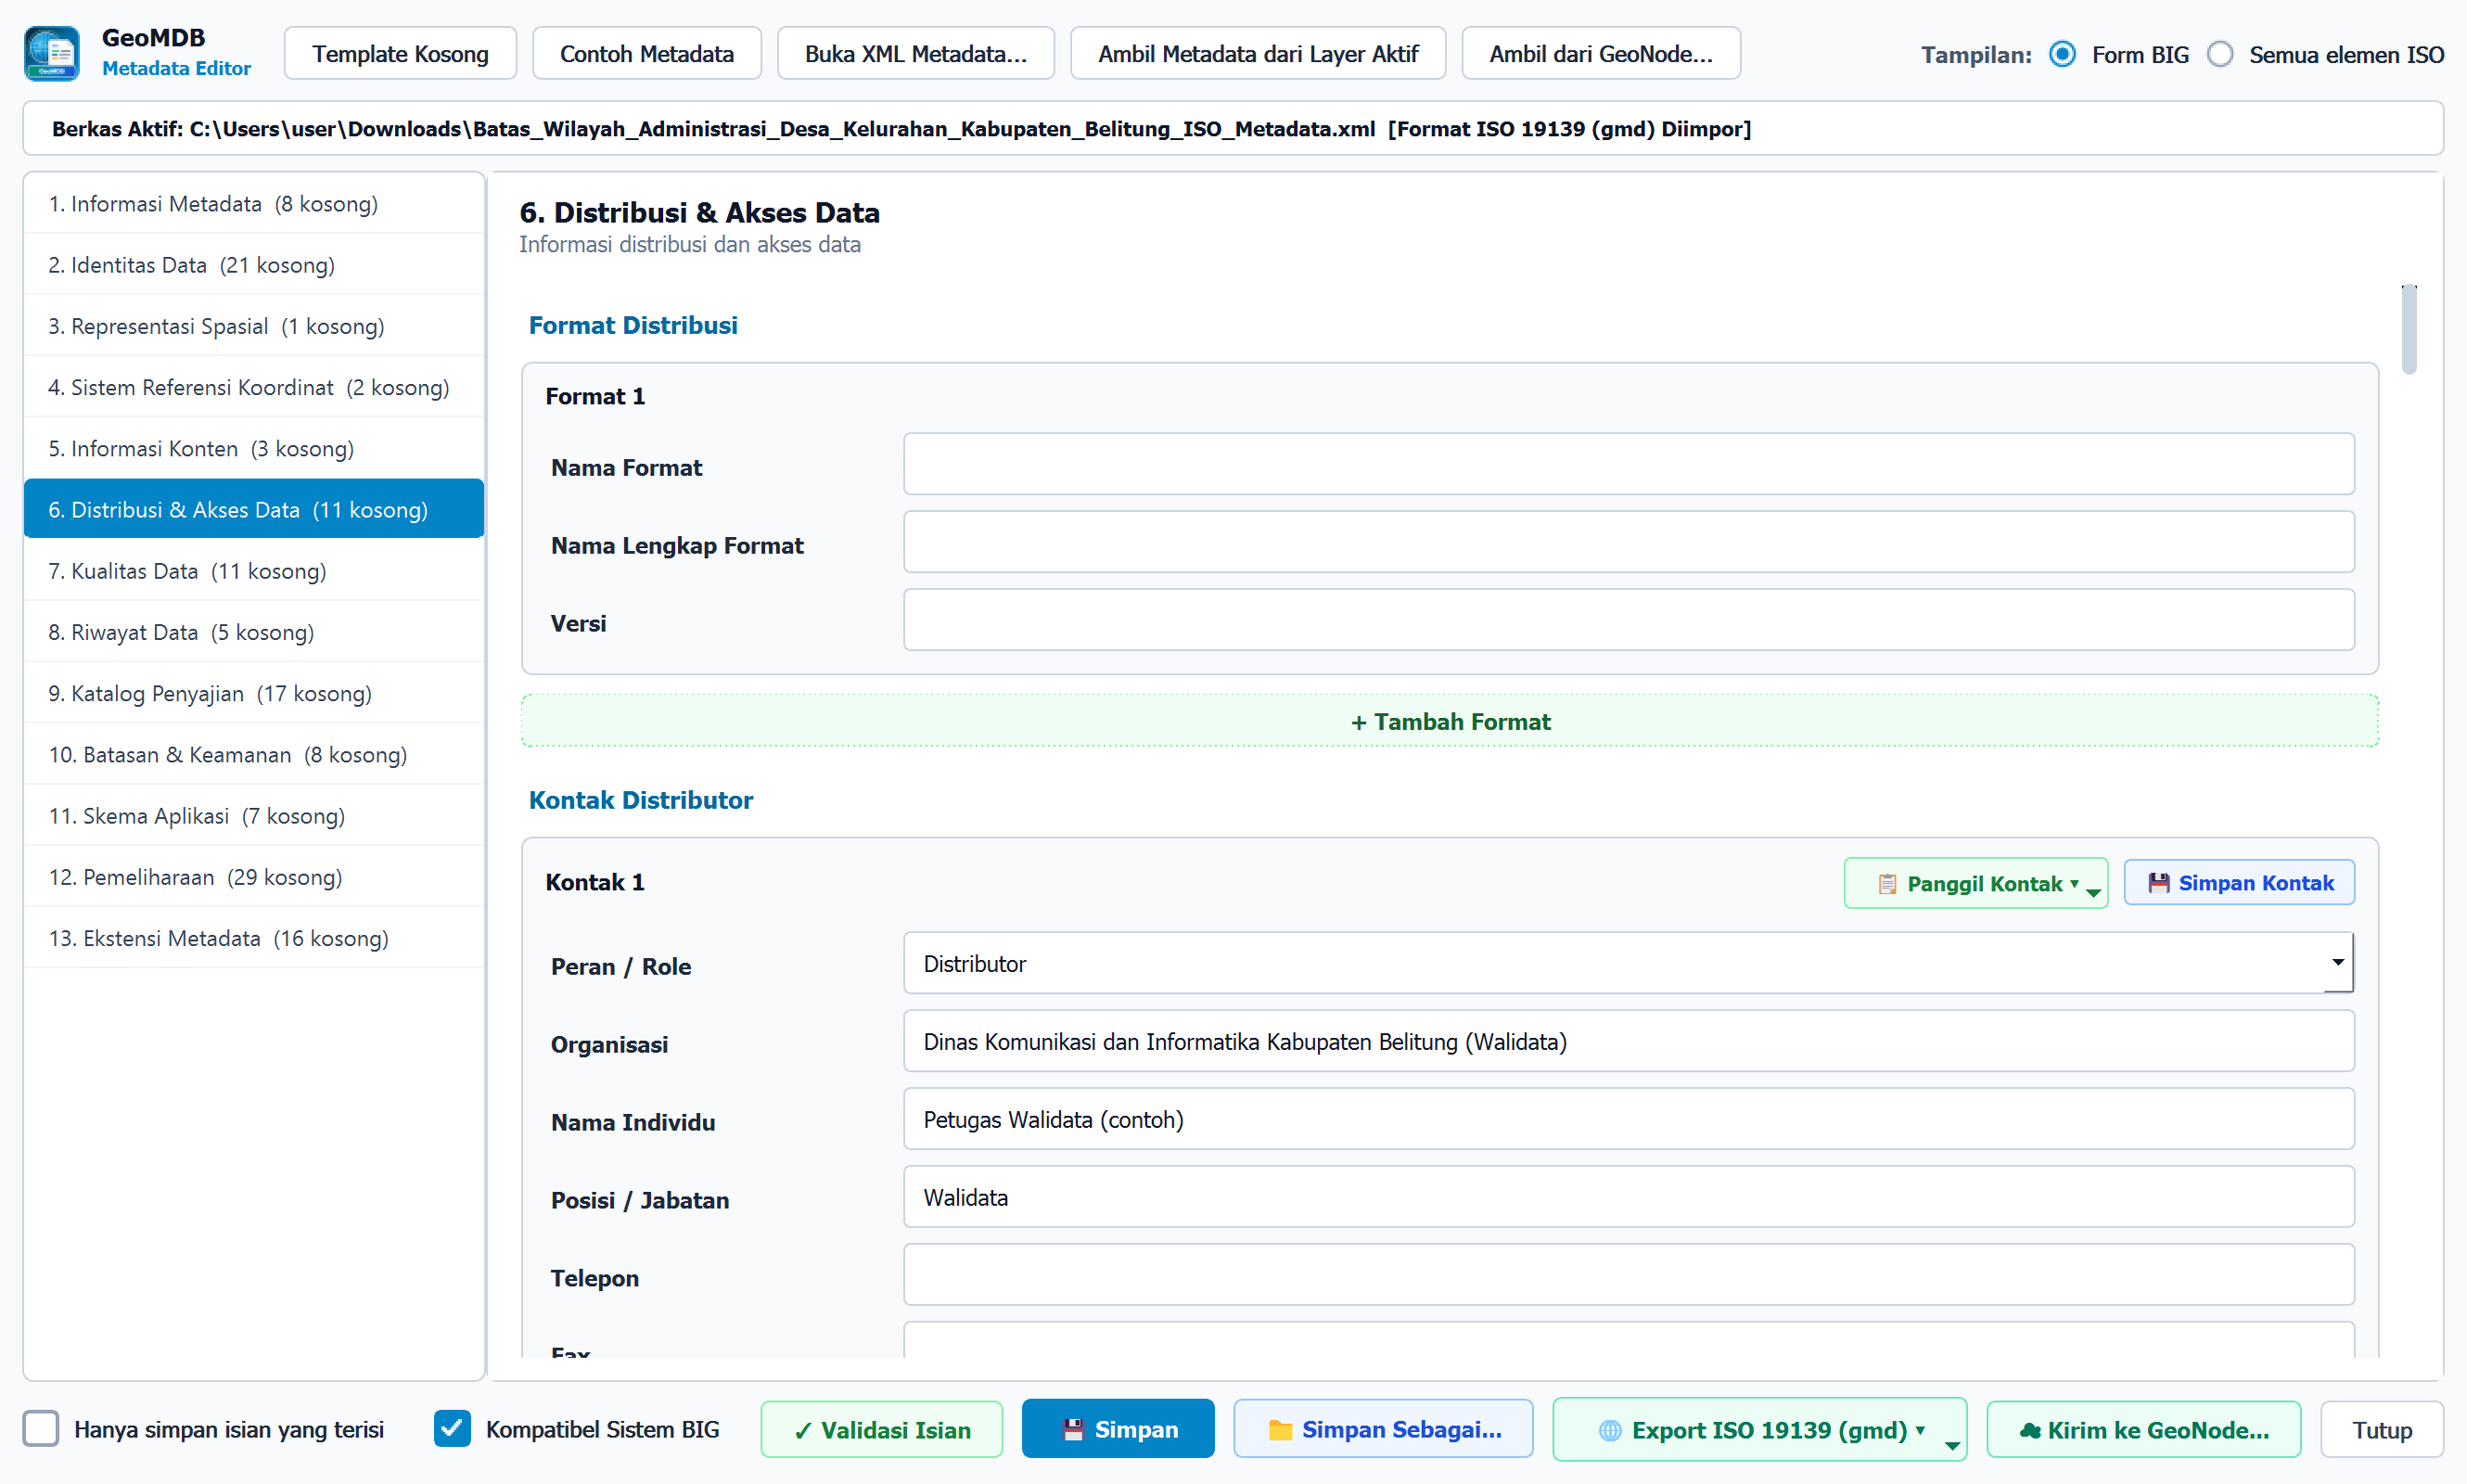 GeoMDB
Metadata Editor
Template Kosong
Contoh Metadata
Buka XML Metadata...
Ambil Metadata dari Layer Aktif
Ambil dari GeoNode...
Tampilan:
Form BIG
Semua elemen ISO
Berkas Aktif: C:\Users\user\Downloads\Batas_Wilayah_Administrasi_Desa_Kelurahan_Kabupaten_Belitung_ISO_Metadata.xml [Format ISO 19139 (gmd) Diimpor]
1. Informasi Metadata (8 kosong)
2. Identitas Data (21 kosong)
3. Representasi Spasial (1 kosong)
4. Sistem Referensi Koordinat (2 kosong)
5. Informasi Konten (3 kosong)
6. Distribusi & Akses Data (11 kosong)
7. Kualitas Data (11 kosong)
8. Riwayat Data (5 kosong)
9. Katalog Penyajian (17 kosong)
10. Batasan & Keamanan (8 kosong)
11. Skema Aplikasi (7 kosong)
12. Pemeliharaan (29 kosong)
13. Ekstensi Metadata (16 kosong)
6. Distribusi & Akses Data
Informasi distribusi dan akses data
Format Distribusi
Format 1
Nama Format
Nama Lengkap Format
Versi
+ Tambah Format
Kontak Distributor
Kontak 1
Panggil Kontak
Simpan Kontak
Peran / Role
Distributor
Organisasi
Dinas Komunikasi dan Informatika Kabupaten Belitung (Walidata)
Nama Individu
Petugas Walidata (contoh)
Posisi / Jabatan
Walidata
Telepon
Fax
Hanya simpan isian yang terisi
Kompatibel Sistem BIG
✓ Validasi Isian
Simpan
Simpan Sebagai...
Export ISO 19139 (gmd)
Kirim ke GeoNode...
Tutup